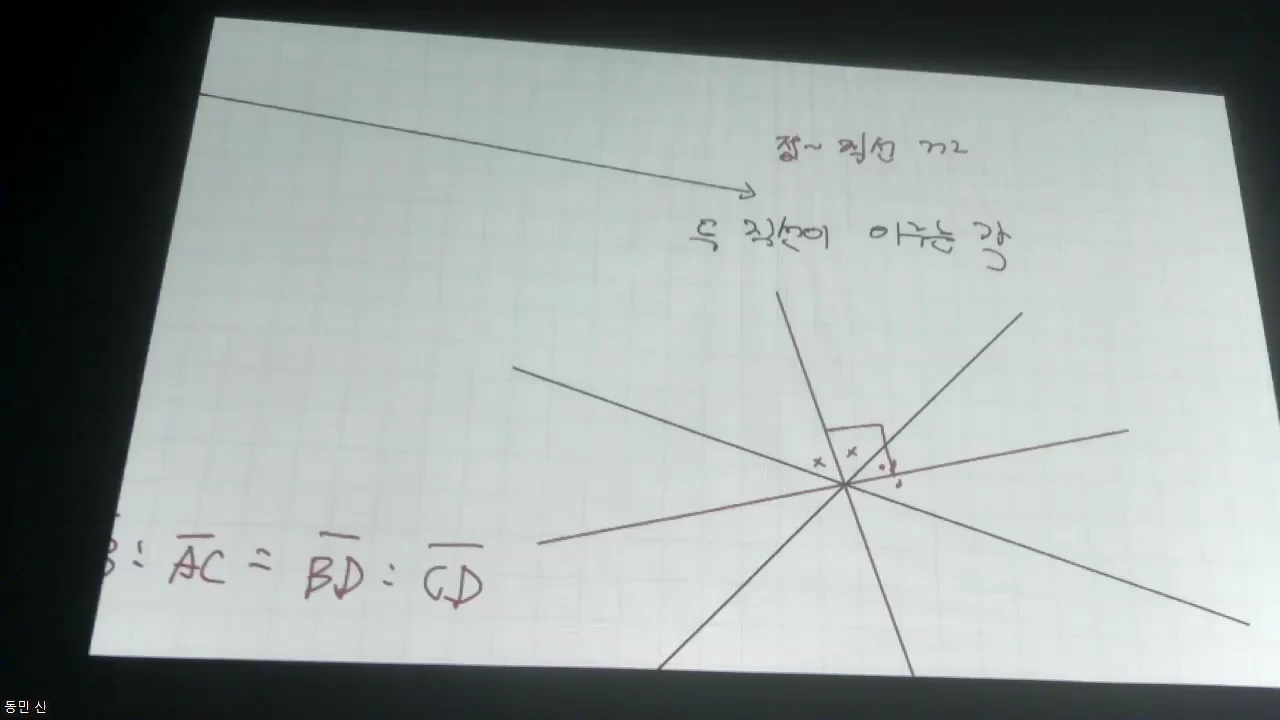 점~직선 거리
두 직선이 이루는 각
: AC = BD : CD
동민 신